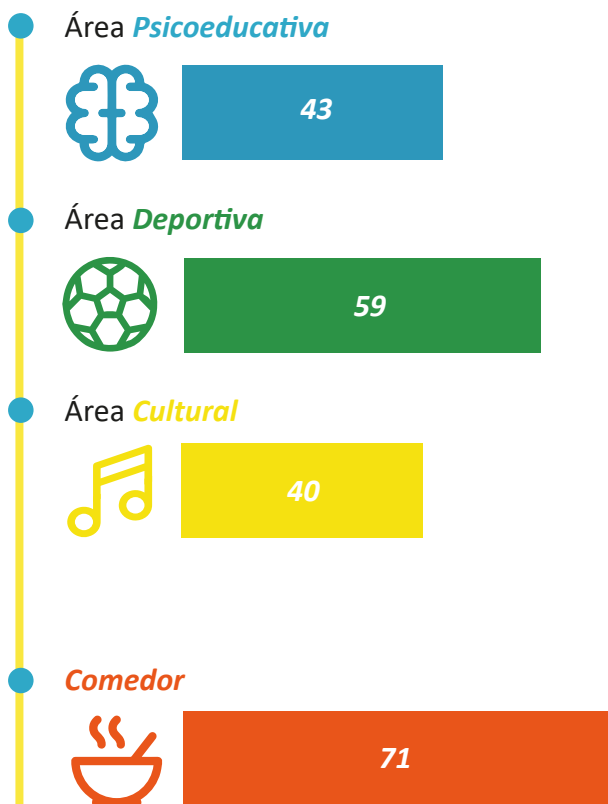 Área Psicoeducativa
43
Área Deportiva
59
Área Cultural
40
Comedor
71